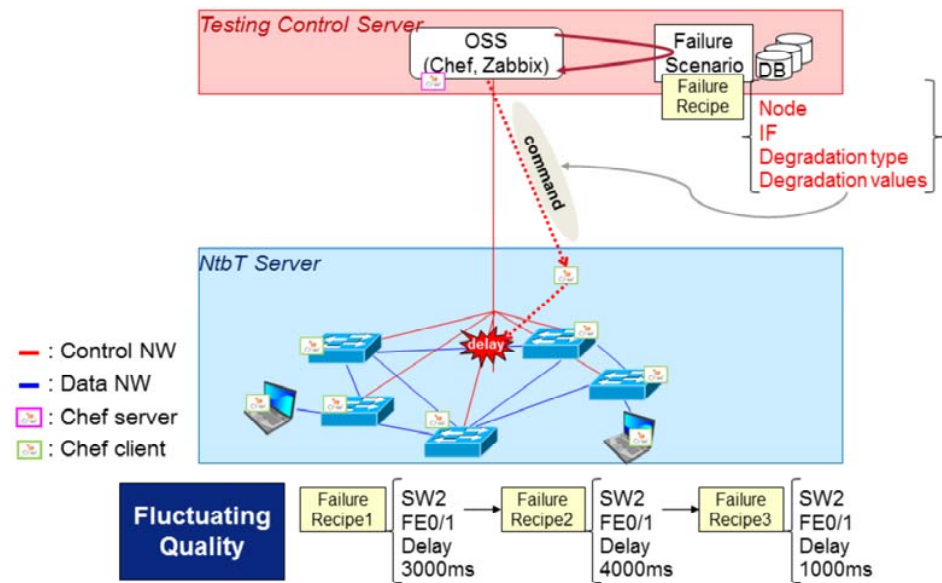 Testing Control Server
OSS
(Chef, Zabbix)
Chef
Failure
Scenario
DB
Failure
Recipe
Node
IF
Degradation type
Degradation values
command
NtbT Server
delay
: Control NW
: Data NW
: Chef server
: Chef client
Fluctuating
Quality
Failure
Recipe1
SW2
FE0/1
Delay
3000ms
Failure
Recipe2
SW2
FE0/1
Delay
4000ms
Failure
Recipe3
SW2
FE0/1
Delay
1000ms